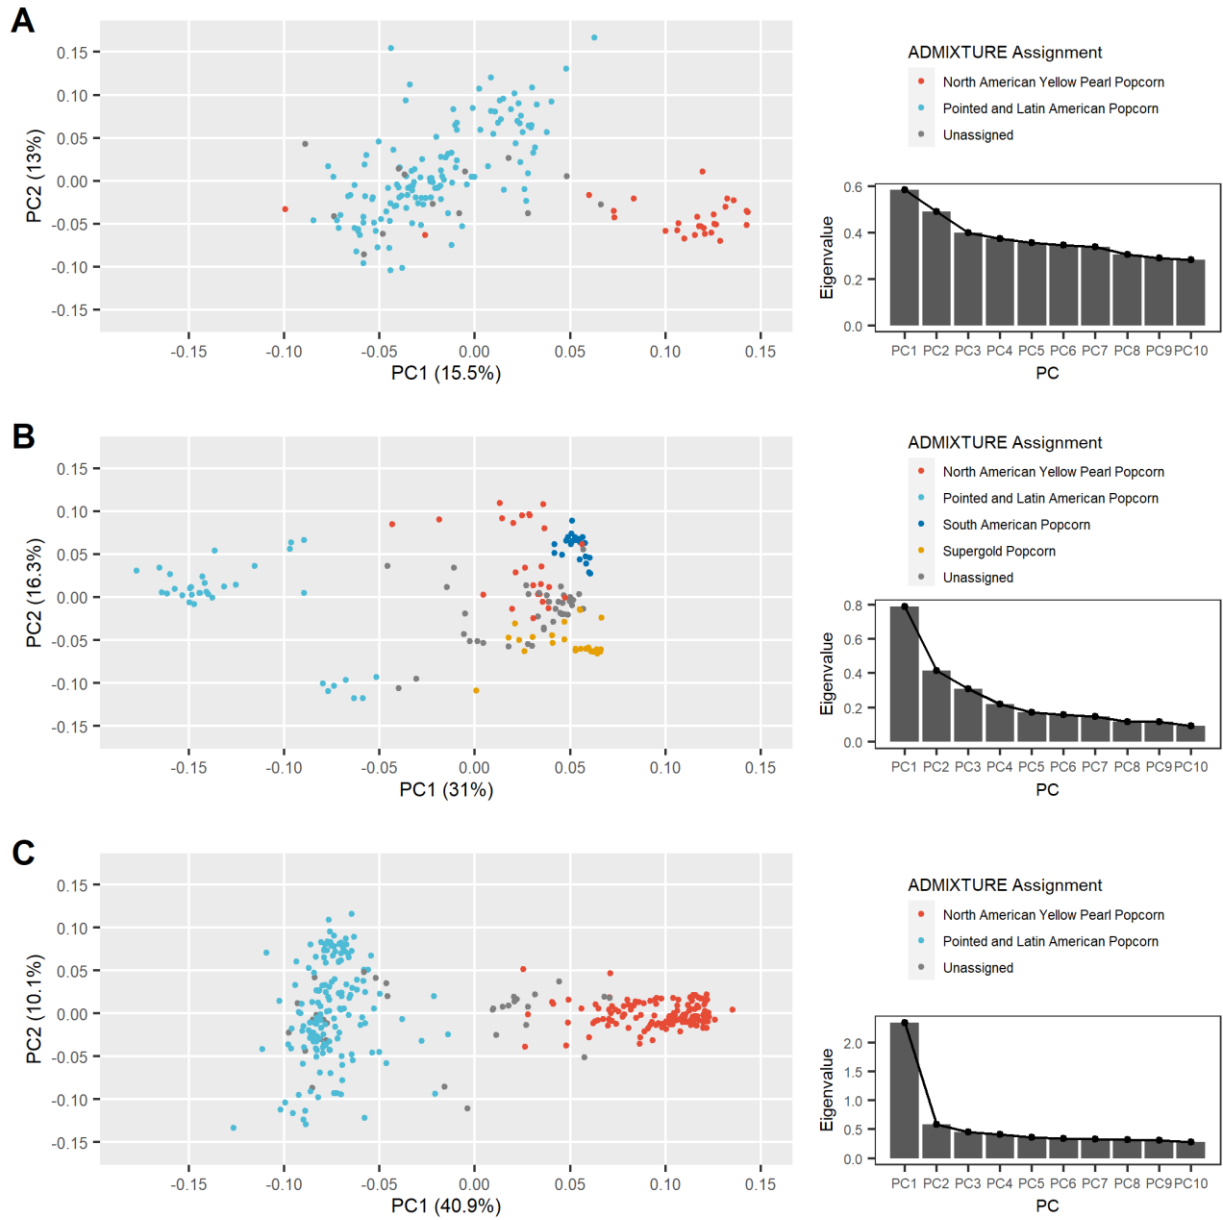 A
0.15
0.10
0.05
0.00
-0.05
-0.10
-0.15
PC2 (13%)
-0.15 -0.10 -0.05 0.00 0.05 0.10 0.15
PC1 (15.5%)
ADMIXTURE Assignment
North American Yellow Pearl Popcorn
Pointed and Latin American Popcorn
Unassigned
0.6
0.4
0.2
0.0
Eigenvalue
PC1 PC2 PC3 PC4 PC5 PC6 PC7 PC8 PC9 PC10
PC
B
0.15
0.10
0.05
0.00
-0.05
-0.10
-0.15
PC2 (16.3%)
-0.15 -0.10 -0.05 0.00 0.05 0.10 0.15
PC1 (31%)
ADMIXTURE Assignment
North American Yellow Pearl Popcorn
Pointed and Latin American Popcorn
South American Popcorn
Supergold Popcorn
Unassigned
0.8
0.6
0.4
0.2
0.0
Eigenvalue
PC1 PC2 PC3 PC4 PC5 PC6 PC7 PC8 PC9 PC10
PC
C
0.15
0.10
0.05
0.00
-0.05
-0.10
-0.15
PC2 (10.1%)
-0.15 -0.10 -0.05 0.00 0.05 0.10 0.15
PC1 (40.9%)
ADMIXTURE Assignment
North American Yellow Pearl Popcorn
Pointed and Latin American Popcorn
Unassigned
2.0
1.5
1.0
0.5
0.0
Eigenvalue
PC1 PC2 PC3 PC4 PC5 PC6 PC7 PC8 PC9 PC10
PC